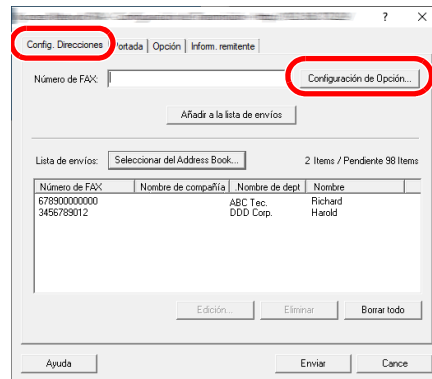 ? ×
Config. Direcciones Portada Opción Inform. remitente
Número de FAX: Configuración de Opción...
Añadir a la lista de envíos
Lista de envíos: Seleccionar del Address Book... 2 Items / Pendiente 98 Items
Número de FAX Nombre de compañía .Nombre de dept Nombre
678900000000 ABC Tec. Richard
3456789012 DDD Corp. Harold
Edición... Eliminar Borrar todo
Ayuda Enviar Cance